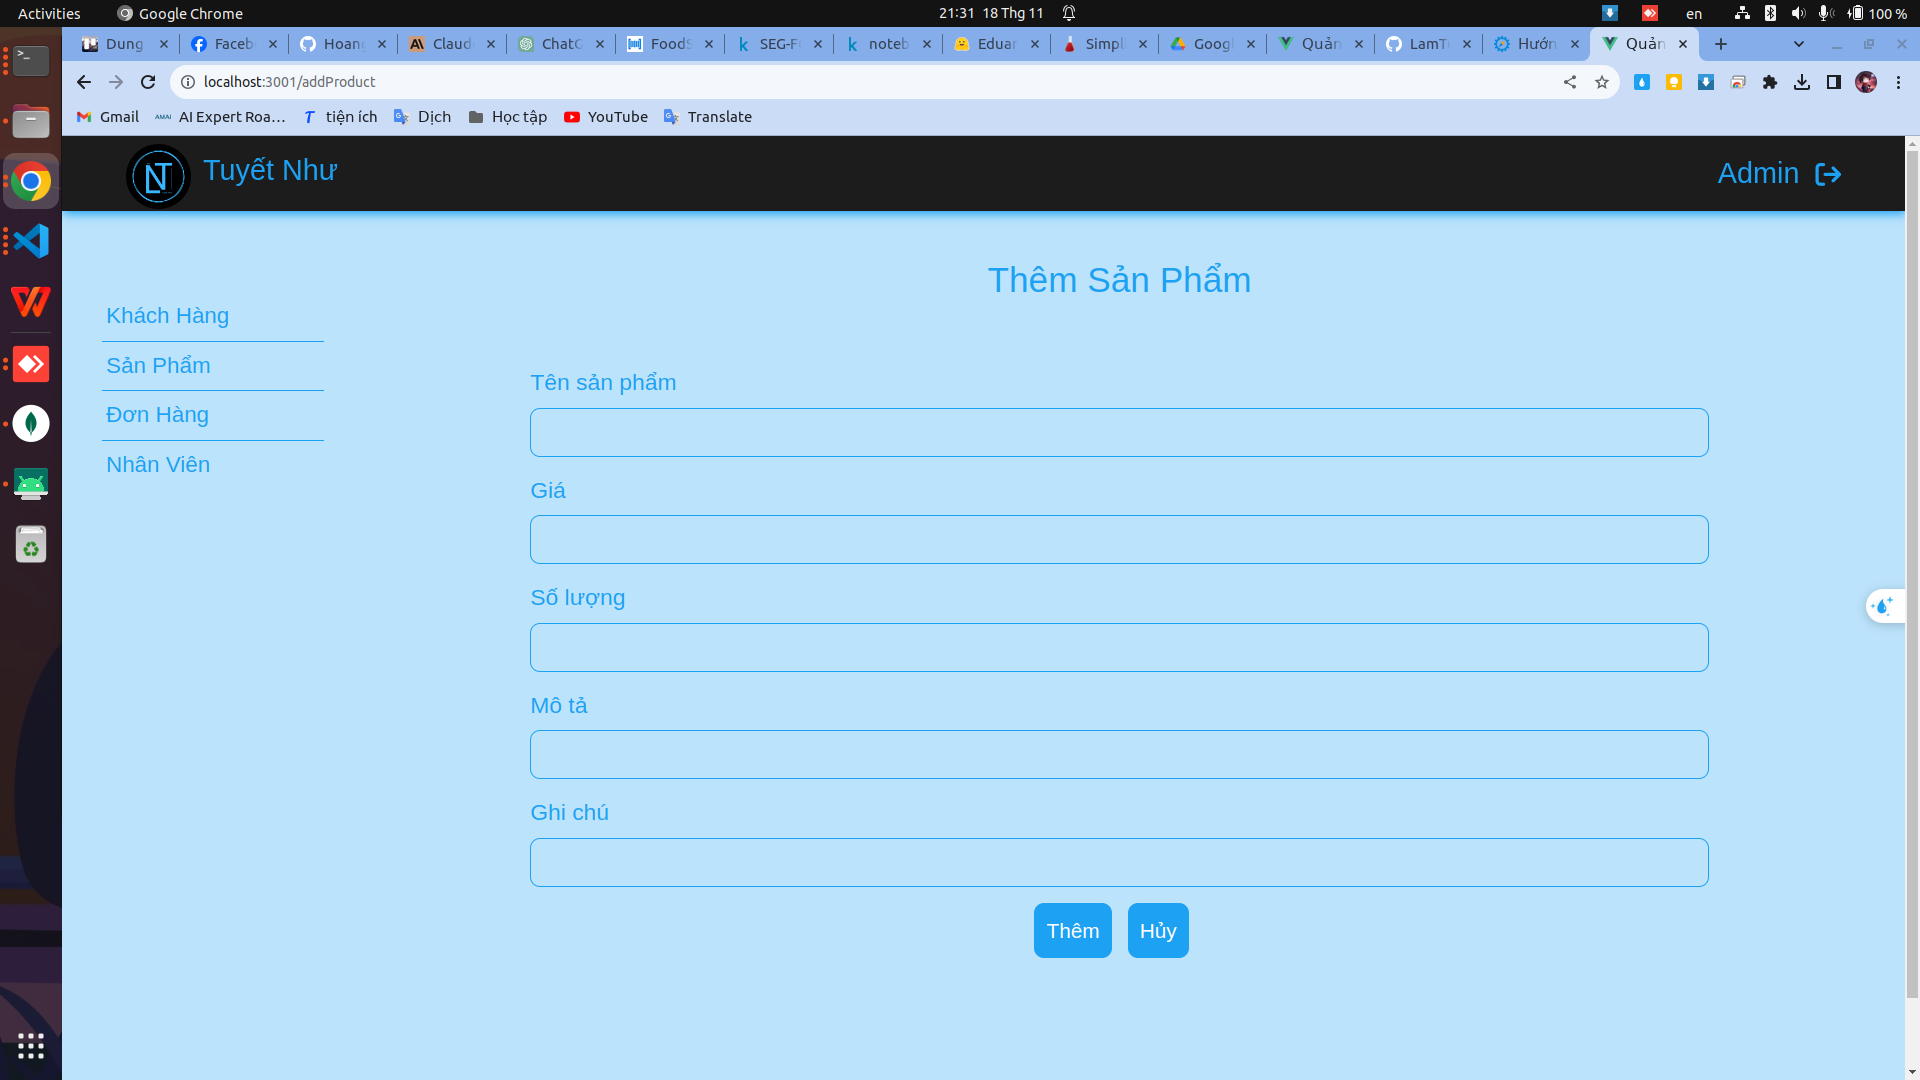 Activities Google Chrome 21:31 18 Thg 11 en 100 %
Dung Faceb Hoang Claud ChatG FoodS SEG-F noteb Eduar Simpl Googl Quản LamT Hướn Quản
localhost:3001/addProduct
Gmail AI Expert Roa... tiện ích Dịch Học tập YouTube Translate
Tuyết Như Admin
Thêm Sản Phẩm
Khách Hàng
Sản Phẩm
Đơn Hàng
Nhân Viên
Tên sản phẩm
Giá
Số lượng
Mô tả
Ghi chú
Thêm Hủy